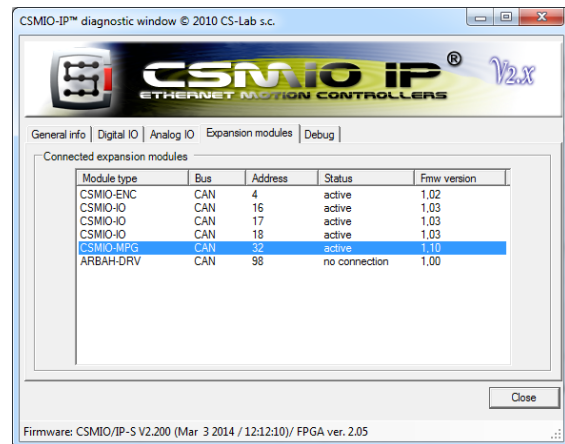 CSMIO-IP™ diagnostic window © 2010 CS-Lab s.c.
CSMIO IP® V2.X
ETHERNET MOTION CONTROLLERS
General info Digital IO Analog IO Expansion modules Debug
Connected expansion modules
Module type Bus Address Status Fmw version
CSMIO-ENC CAN 4 active 1,02
CSMIO-IO CAN 16 active 1,03
CSMIO-IO CAN 17 active 1,03
CSMIO-IO CAN 18 active 1,03
CSMIO-MPG CAN 32 active 1,10
ARBAH-DRV CAN 98 no connection 1,00
Close
Firmware: CSMIO/IP-S V2.200 (Mar 3 2014 / 12:12:10)/ FPGA ver. 2.05